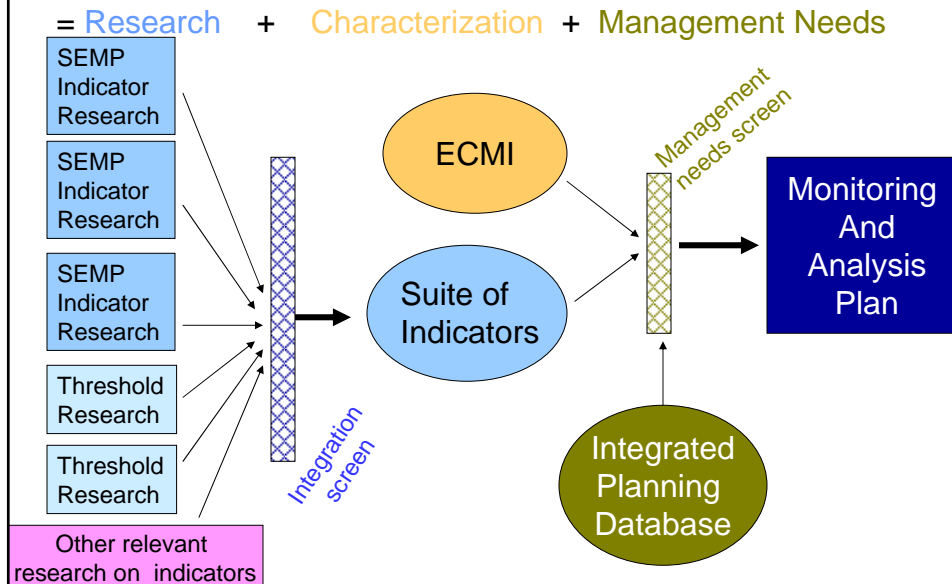 = Research + Characterization + Management Needs
SEMP
Indicator
Research
SEMP
Indicator
Research
SEMP
Indicator
Research
Threshold
Research
Threshold
Research
Other relevant
research on indicators
Integration
screen
ECMI
Suite of
Indicators
Management
needs screen
Integrated
Planning
Database
Monitoring
And
Analysis
Plan